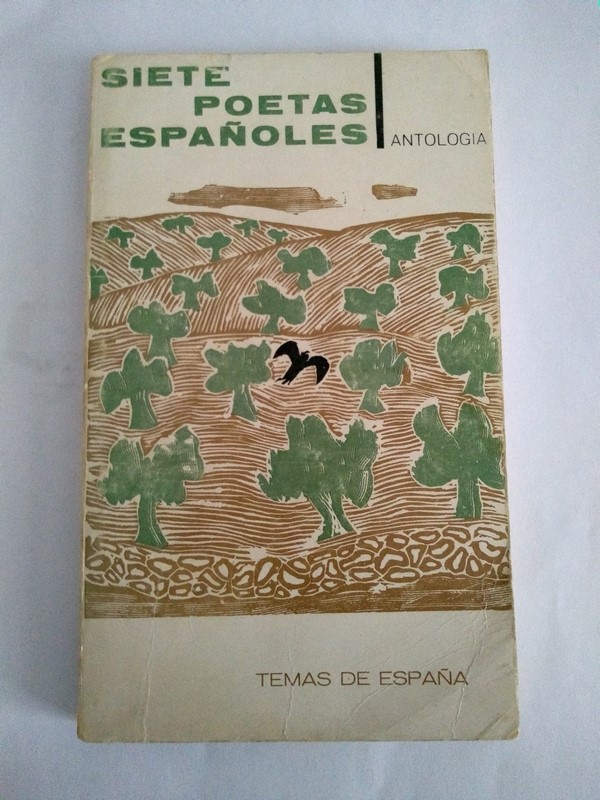 SIETE
POETAS
ESPAÑOLES
ANTOLOGIA
TEMAS DE ESPAÑA